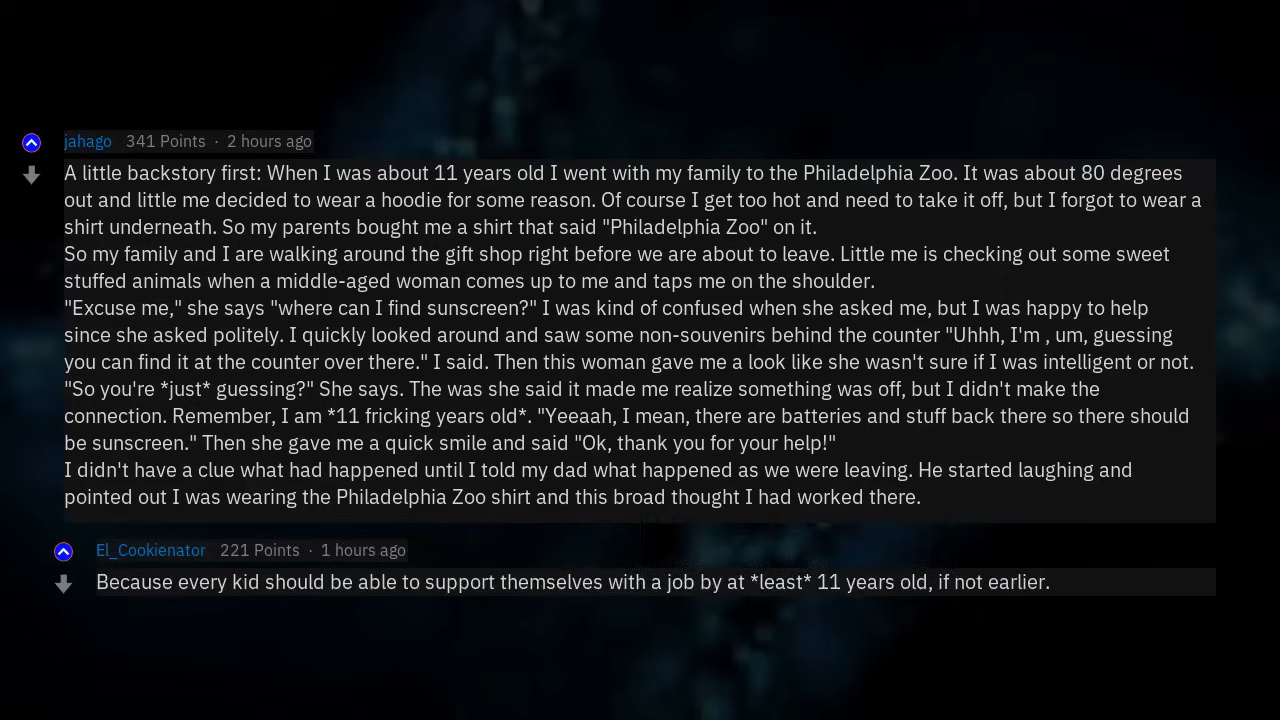 jahago 341 Points · 2 hours ago
A little backstory first: When I was about 11 years old I went with my family to the Philadelphia Zoo. It was about 80 degrees
out and little me decided to wear a hoodie for some reason. Of course I get too hot and need to take it off, but I forgot to wear a
shirt underneath. So my parents bought me a shirt that said "Philadelphia Zoo" on it.
So my family and I are walking around the gift shop right before we are about to leave. Little me is checking out some sweet
stuffed animals when a middle-aged woman comes up to me and taps me on the shoulder.
"Excuse me," she says "where can I find sunscreen?" I was kind of confused when she asked me, but I was happy to help
since she asked politely. I quickly looked around and saw some non-souvenirs behind the counter "Uhhh, I'm , um, guessing
you can find it at the counter over there." I said. Then this woman gave me a look like she wasn't sure if I was intelligent or not.
"So you're *just* guessing?" She says. The was she said it made me realize something was off, but I didn't make the
connection. Remember, I am *11 fricking years old*. "Yeeaah, I mean, there are batteries and stuff back there so there should
be sunscreen." Then she gave me a quick smile and said "Ok, thank you for your help!"
I didn't have a clue what had happened until I told my dad what happened as we were leaving. He started laughing and
pointed out I was wearing the Philadelphia Zoo shirt and this broad thought I had worked there.
El_Cookienator 221 Points · 1 hours ago
Because every kid should be able to support themselves with a job by at *least* 11 years old, if not earlier.